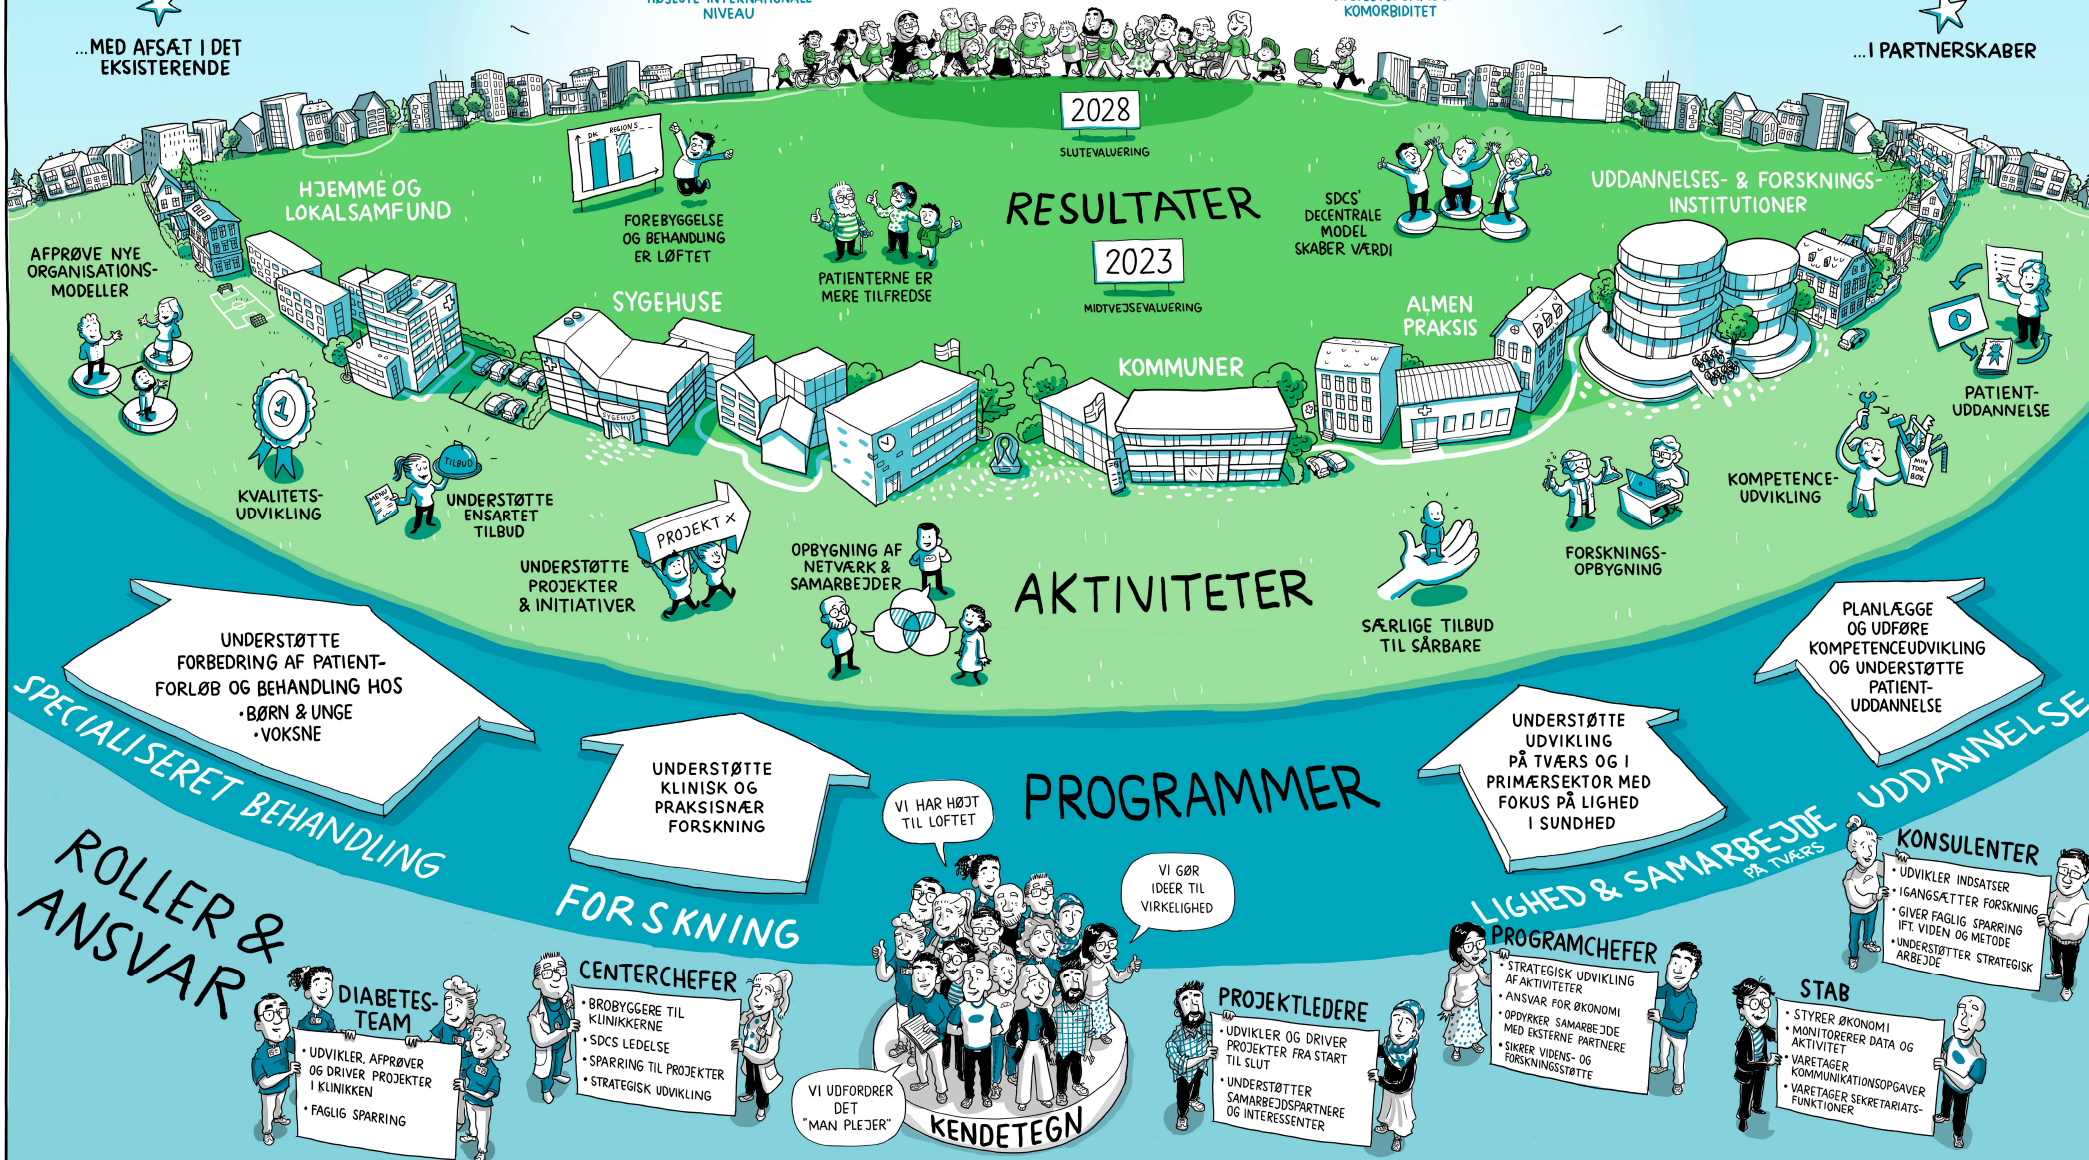 NIVEAU
KOMORBIDITET
...MED AFSÆT I DET
EKSISTERENDE
...I PARTNERSKABER
2028
SLUTEVALUERING
DK REGION S
HJEMME OG
LOKALSAMFUND
FOREBYGGELSE
OG BEHANDLING
ER LØFTET
PATIENTERNE ER
MERE TILFREDSE
RESULTATER
2023
MIDTVEJSEVALUERING
SDCS'
DECENTRALE
MODEL
SKABER VÆRDI
UDDANNELSES- & FORSKNINGS-
INSTITUTIONER
AFPRØVE NYE
ORGANISATIONS-
MODELLER
SYGEHUSE
SYGEHUS
KOMMUNER
ALMEN
PRAKSIS
PATIENT-
UDDANNELSE
1
KVALITETS-
UDVIKLING
TILBUD
MENU
UNDERSTØTTE
ENSARTET
TILBUD
PROJEKT X
UNDERSTØTTE
PROJEKTER
& INITIATIVER
OPBYGNING AF
NETVÆRK &
SAMARBEJDER
AKTIVITETER
SÆRLIGE TILBUD
TIL SÅRBARE
FORSKNINGS-
OPBYGNING
KOMPETENCE-
UDVIKLING
MIN
TOOL
BOX
UNDERSTØTTE
FORBEDRING AF PATIENT-
FORLØB OG BEHANDLING HOS
• BØRN & UNGE
• VOKSNE
SPECIALISERET BEHANDLING
UNDERSTØTTE
KLINISK OG
PRAKSISNÆR
FORSKNING
FORSKNING
PROGRAMMER
UNDERSTØTTE
UDVIKLING
PÅ TVÆRS OG I
PRIMÆRSEKTOR MED
FOKUS PÅ LIGHED
I SUNDHED
LIGHED & SAMARBEJDE
PÅ TVÆRS
PLANLÆGGE
OG UDFØRE
KOMPETENCEUDVIKLING
OG UNDERSTØTTE
PATIENT-
UDDANNELSE
UDDANNELSE
ROLLER &
ANSVAR
DIABETES-
TEAM
• UDVIKLER, AFPRØVER
OG DRIVER PROJEKTER
I KLINIKKEN
• FAGLIG SPARRING
CENTERCHEFER
• BROBYGGERE TIL
KLINIKKERNE
• SDCS LEDELSE
• SPARRING TIL PROJEKTER
• STRATEGISK UDVIKLING
VI HAR HØJT
TIL LOFTET
VI GØR
IDEER TIL
VIRKELIGHED
VI UDFORDRER
DET
"MAN PLEJER"
KENDETEGN
PROJEKTLEDERE
• UDVIKLER OG DRIVER
PROJEKTER FRA START
TIL SLUT
• UNDERSTØTTER
SAMARBEJDSPARTNERE
OG INTERESSENTER
PROGRAMCHEFER
• STRATEGISK UDVIKLING
AF AKTIVITETER
• ANSVAR FOR ØKONOMI
• OPDYRKER SAMARBEJDE
MED EKSTERNE PARTNERE
• SIKRER VIDENS- OG
FORSKNINGSSTØTTE
STAB
• STYRER ØKONOMI
• MONITORERER DATA OG
AKTIVITET
• VARETAGER
KOMMUNIKATIONSOPGAVER
• VARETAGER SEKRETARIATS-
FUNKTIONER
KONSULENTER
• UDVIKLER INDSATSER
• IGANGSÆTTER FORSKNING
• GIVER FAGLIG SPARRING
IFT. VIDEN OG METODE
• UNDERSTØTTER STRATEGISK
ARBEJDE